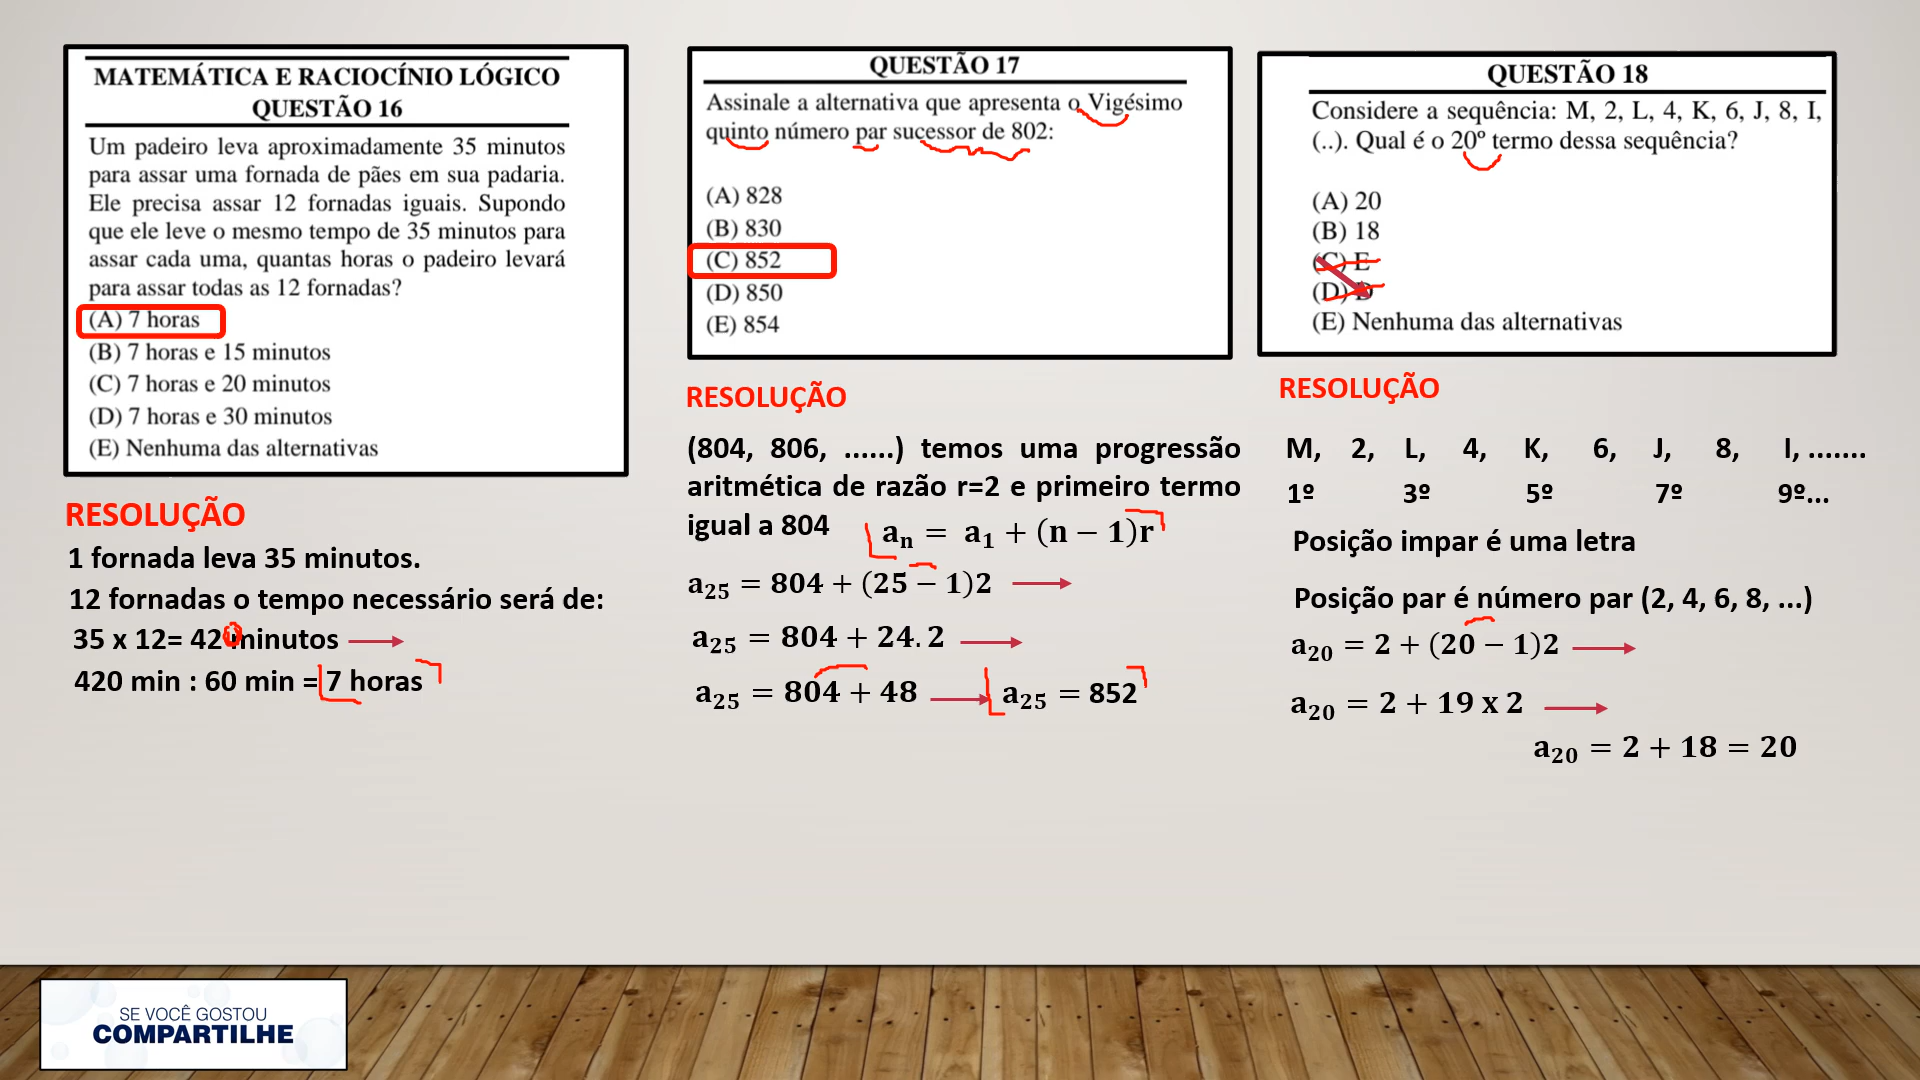 MATEMÁTICA E RACIOCÍNIO LÓGICO
QUESTÃO 16
Um padeiro leva aproximadamente 35 minutos
para assar uma fornada de pães em sua padaria.
Ele precisa assar 12 fornadas iguais. Supondo
que ele leve o mesmo tempo de 35 minutos para
assar cada uma, quantas horas o padeiro levará
para assar todas as 12 fornadas?
(A) 7 horas
(B) 7 horas e 15 minutos
(C) 7 horas e 20 minutos
(D) 7 horas e 30 minutos
(E) Nenhuma das alternativas
RESOLUÇÃO
1 fornada leva 35 minutos.
12 fornadas o tempo necessário será de:
35 x 12= 420 minutos
420 min : 60 min = 7 horas
QUESTÃO 17
Assinale a alternativa que apresenta o Vigésimo
quinto número par sucessor de 802:
(A) 828
(B) 830
(C) 852
(D) 850
(E) 854
RESOLUÇÃO
(804, 806, ......) temos uma progressão
aritmética de razão r=2 e primeiro termo
igual a 804 aₙ = a₁ + (n − 1)r
a₂₅ = 804 + (25 − 1)2
a₂₅ = 804 + 24. 2
a₂₅ = 804 + 48 a₂₅ = 852
QUESTÃO 18
Considere a sequência: M, 2, L, 4, K, 6, J, 8, I,
(..). Qual é o 20º termo dessa sequência?
(A) 20
(B) 18
(C) E
(D) D
(E) Nenhuma das alternativas
RESOLUÇÃO
M, 2, L, 4, K, 6, J, 8, I, .......
1º 3º 5º 7º 9º...
Posição impar é uma letra
Posição par é número par (2, 4, 6, 8, ...)
a₂₀ = 2 + (20 − 1)2
a₂₀ = 2 + 19 x 2
a₂₀ = 2 + 18 = 20
SE VOCÊ GOSTOU
COMPARTILHE